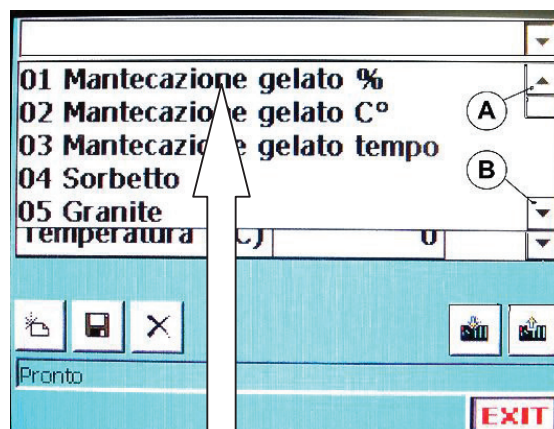 01 Mantecazione gelato %
02 Mantecazione gelato C°
03 Mantecazione gelato tempo
04 Sorbetto
05 Granite
Temperatura C) 0
A
B
Pronto
EXIT